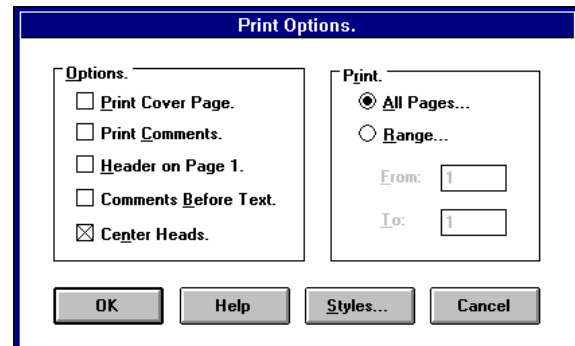 Print Options.
Options.
Print Cover Page.
Print Comments.
Header on Page 1.
Comments Before Text.
Center Heads.
Print.
All Pages...
Range...
From: 1
To: 1
OK Help Styles... Cancel